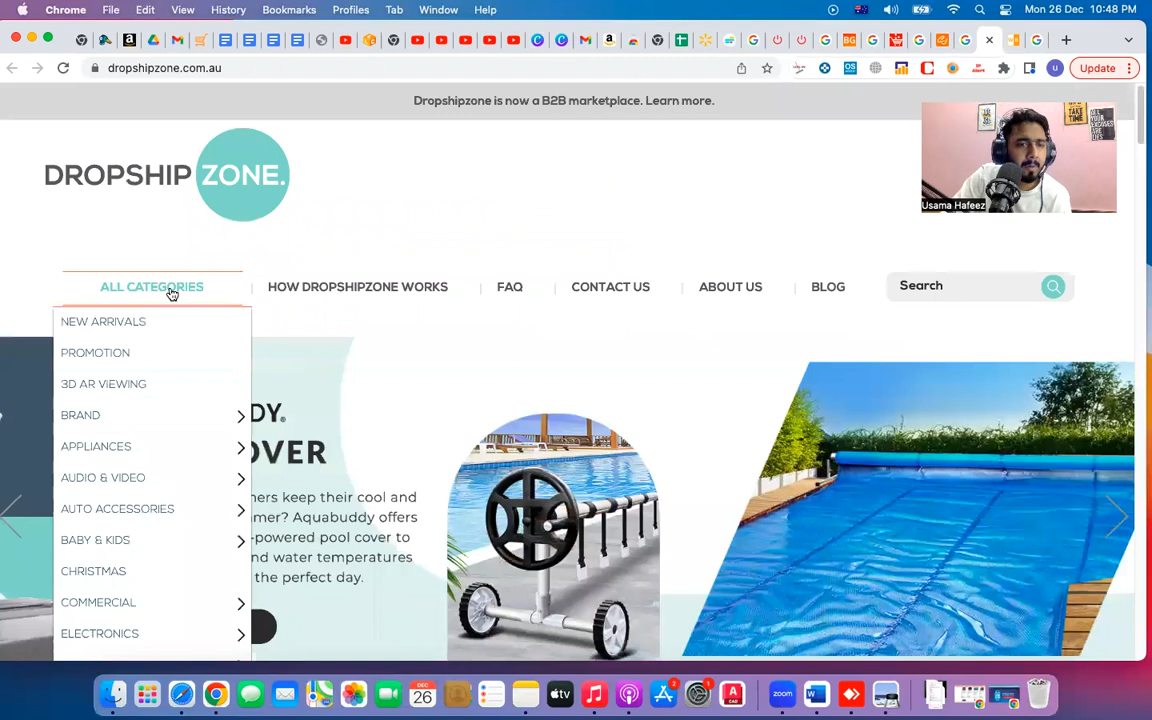 Chrome File Edit View History Bookmarks Profiles Tab Window Help
Mon 26 Dec 10:48 PM
dropshipzone.com.au
Update
Dropshipzone is now a B2B marketplace. Learn more.
DROPSHIP ZONE.
Usama Hafeez
ALL CATEGORIES
HOW DROPSHIPZONE WORKS
FAQ
CONTACT US
ABOUT US
BLOG
Search
NEW ARRIVALS
PROMOTION
3D AR VIEWING
BRAND
APPLIANCES
AUDIO & VIDEO
AUTO ACCESSORIES
BABY & KIDS
CHRISTMAS
COMMERCIAL
ELECTRONICS
DDY®
OVER
ners keep their cool and
mer? Aquabuddy offers
-powered pool cover to
nd water temperatures
the perfect day.